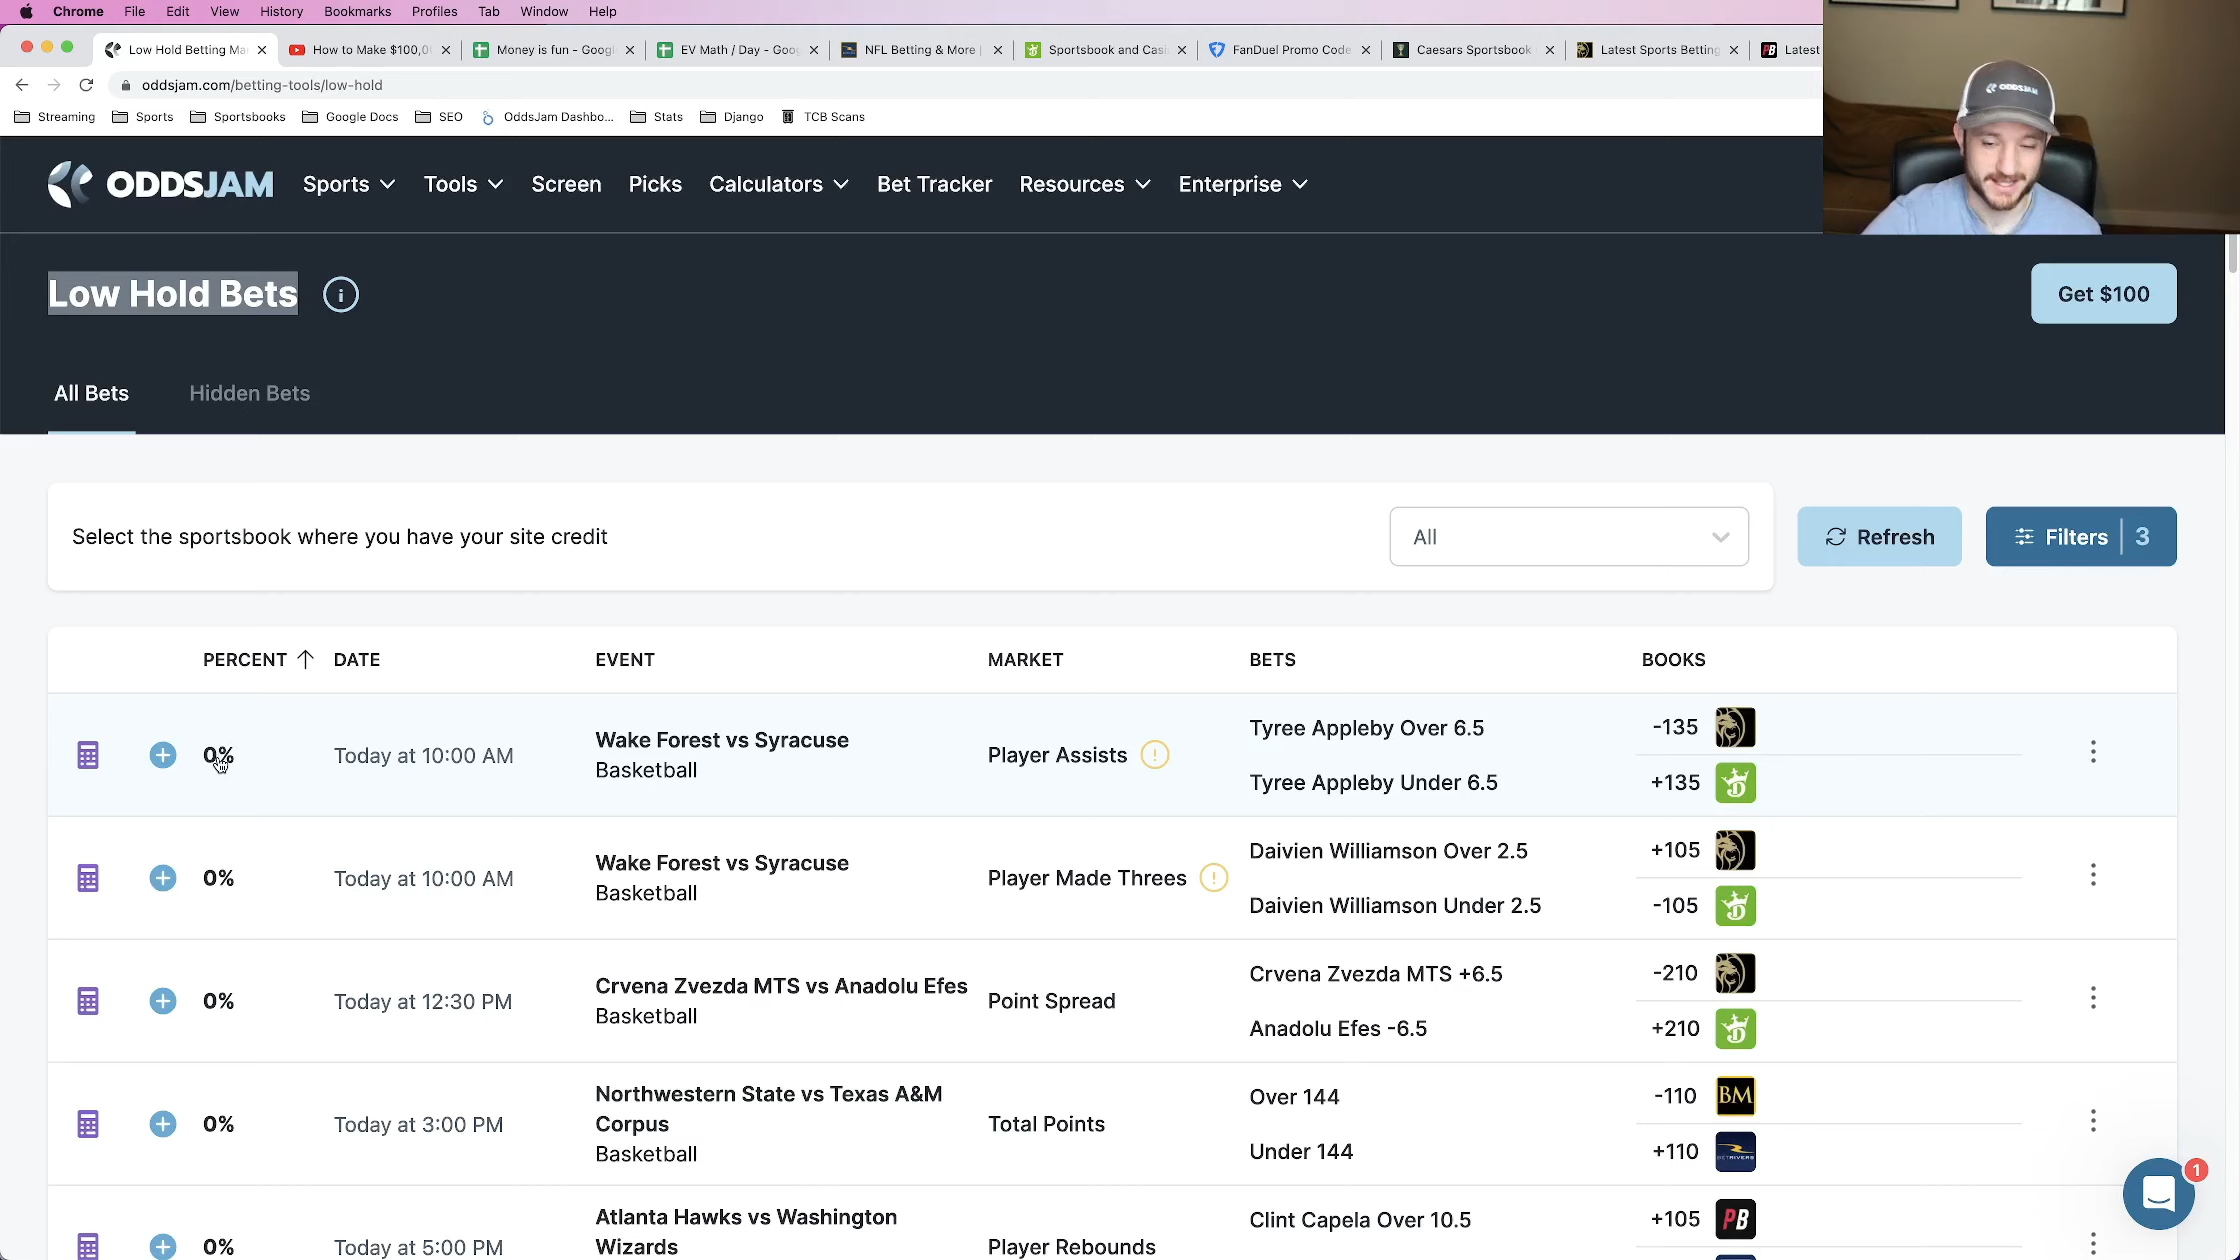 Chrome File Edit View History Bookmarks Profiles Tab Window Help
Low Hold Betting Ma
How to Make $100,0
Money is fun - Googl
EV Math / Day - Goog
NFL Betting & More |
Sportsbook and Casi
FanDuel Promo Code
Caesars Sportsbook
Latest Sports Betting
Latest
oddsjam.com/betting-tools/low-hold
Streaming Sports Sportsbooks Google Docs SEO OddsJam Dashbo... Stats Django TCB Scans
ODDSJAM Sports Tools Screen Picks Calculators Bet Tracker Resources Enterprise
ODDSJAM
Low Hold Bets i
Get $100
All Bets Hidden Bets
Select the sportsbook where you have your site credit
All
Refresh
Filters 3
PERCENT DATE EVENT MARKET BETS BOOKS
0% Today at 10:00 AM
Wake Forest vs Syracuse
Basketball
Player Assists !
Tyree Appleby Over 6.5 -135
Tyree Appleby Under 6.5 +135
0% Today at 10:00 AM
Wake Forest vs Syracuse
Basketball
Player Made Threes !
Daivien Williamson Over 2.5 +105
Daivien Williamson Under 2.5 -105
0% Today at 12:30 PM
Crvena Zvezda MTS vs Anadolu Efes
Basketball
Point Spread
Crvena Zvezda MTS +6.5 -210
Anadolu Efes -6.5 +210
0% Today at 3:00 PM
Northwestern State vs Texas A&M
Corpus
Basketball
Total Points
Over 144 -110 BM
Under 144 +110 BETRIVERS
1
0% Today at 5:00 PM
Atlanta Hawks vs Washington
Wizards
Player Rebounds
Clint Capela Over 10.5 +105 PB